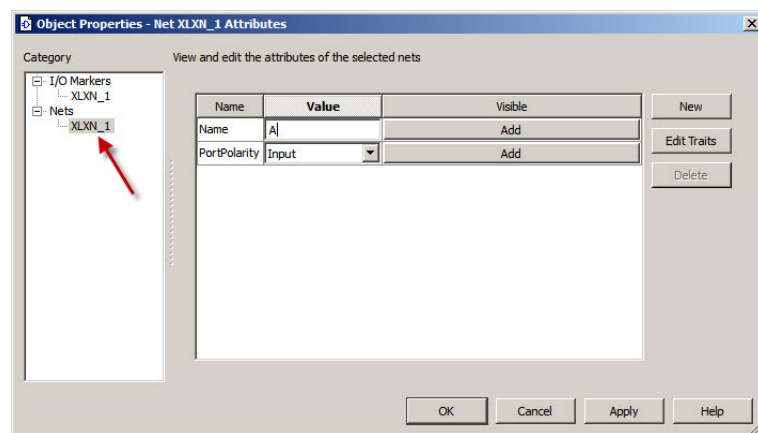 Object Properties - Net XLXN_1 Attributes
Category
View and edit the attributes of the selected nets
I/O Markers
XLXN_1
Nets
XLXN_1
Name Value Visible
Name A Add
PortPolarity Input Add
New
Edit Traits
Delete
OK Cancel Apply Help